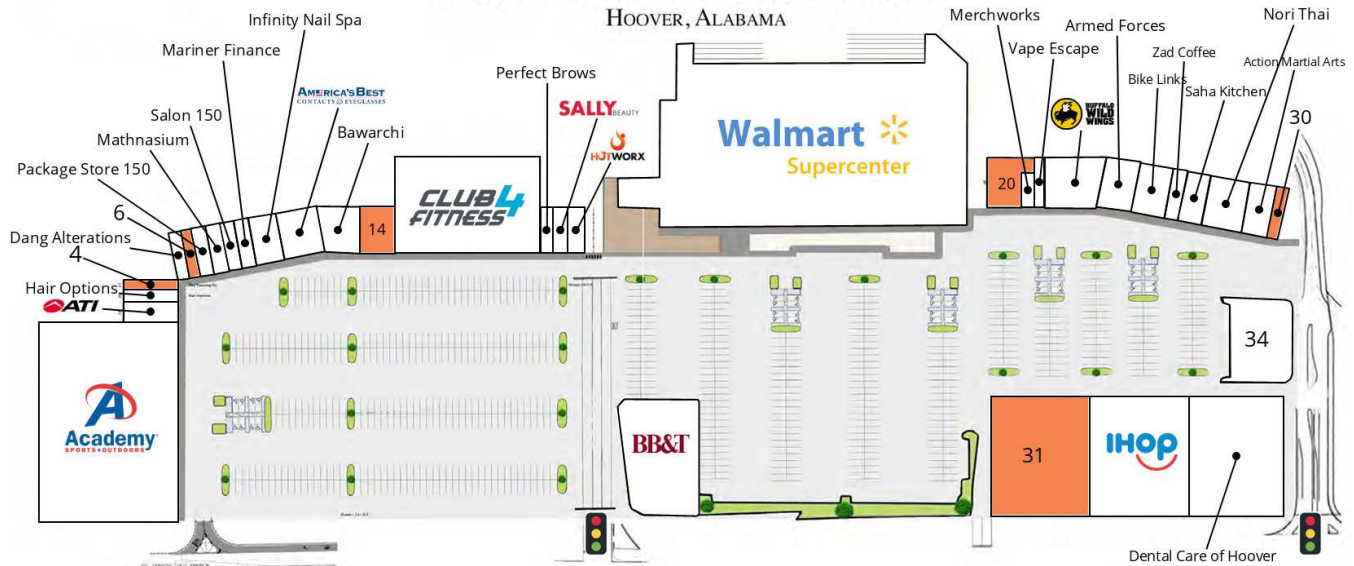 HOOVER, ALABAMA
Infinity Nail Spa
Mariner Finance
AMERICA'S BEST
CONTACTS & EYEGLASSES
Salon 150
Bawarchi
Mathnasium
Package Store 150
6
Dang Alterations
4
Hair Options
ATI
14
CLUB 4
FITNESS
Perfect Brows
SALLY BEAUTY
HOTWORX
Walmart
Supercenter
Merchworks
Vape Escape
Armed Forces
BUFFALO
WILD
WINGS
Bike Links
Zad Coffee
Saha Kitchen
Nori Thai
Action Martial Arts
30
20
34
Academy
SPORTS+OUTDOORS
BB&T
31
IHOP
Dental Care of Hoover